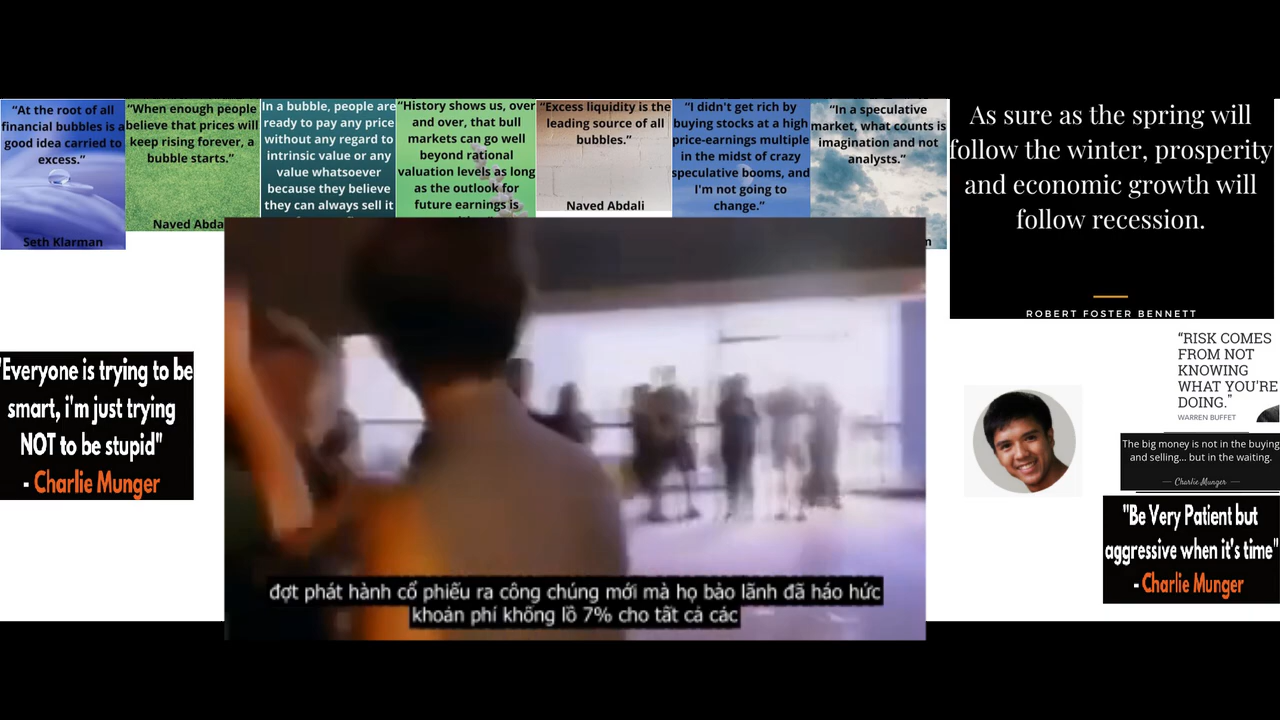 “At the root of all
financial bubbles is a
good idea carried to
excess.”
Seth Klarman
“When enough people
believe that prices will
keep rising forever, a
bubble starts.”
Naved Abda
In a bubble, people are
ready to pay any price
without any regard to
intrinsic value or any
value whatsoever
because they believe
they can always sell it
“History shows us, over
and over, that bull
markets can go well
beyond rational
valuation levels as long
as the outlook for
future earnings is
“Excess liquidity is the
leading source of all
bubbles.”
Naved Abdali
“I didn't get rich by
buying stocks at a high
price-earnings multiple
in the midst of crazy
speculative booms, and
I'm not going to
change.”
“In a speculative
market, what counts is
imagination and not
analysts.”
m
As sure as the spring will
follow the winter, prosperity
and economic growth will
follow recession.
ROBERT FOSTER BENNETT
"Everyone is trying to be
smart, i'm just trying
NOT to be stupid"
- Charlie Munger
“RISK COMES
FROM NOT
KNOWING
WHAT YOU'RE
DOING.”
WARREN BUFFET
The big money is not in the buying
and selling... but in the waiting.
— Charlie Munger —
"Be Very Patient but
aggressive when it's time"
- Charlie Munger
đợt phát hành cổ phiếu ra công chúng mới mà họ bảo lãnh đã háo hức
khoản phí khổng lồ 7% cho tất cả các